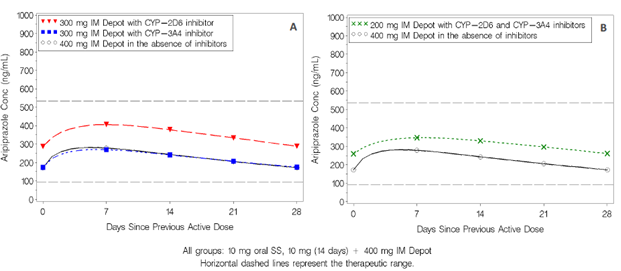 300 mg IM Depot with CYP−2D6 inhibitor
300 mg IM Depot with CYP−3A4 inhibitor
400 mg IM Depot in the absence of inhibitors
A
Aripiprazole Conc (ng/mL)
1000
900
800
700
600
500
400
300
200
100
0
0 7 14 21 28
Days Since Previous Active Dose
200 mg IM Depot with CYP−2D6 and CYP−3A4 inhibitors
400 mg IM Depot in the absence of inhibitors
B
Aripiprazole Conc (ng/mL)
1000
900
800
700
600
500
400
300
200
100
0
0 7 14 21 28
Days Since Previous Active Dose
All groups: 10 mg oral SS, 10 mg (14 days) + 400 mg IM Depot
Horizontal dashed lines represent the therapeutic range.